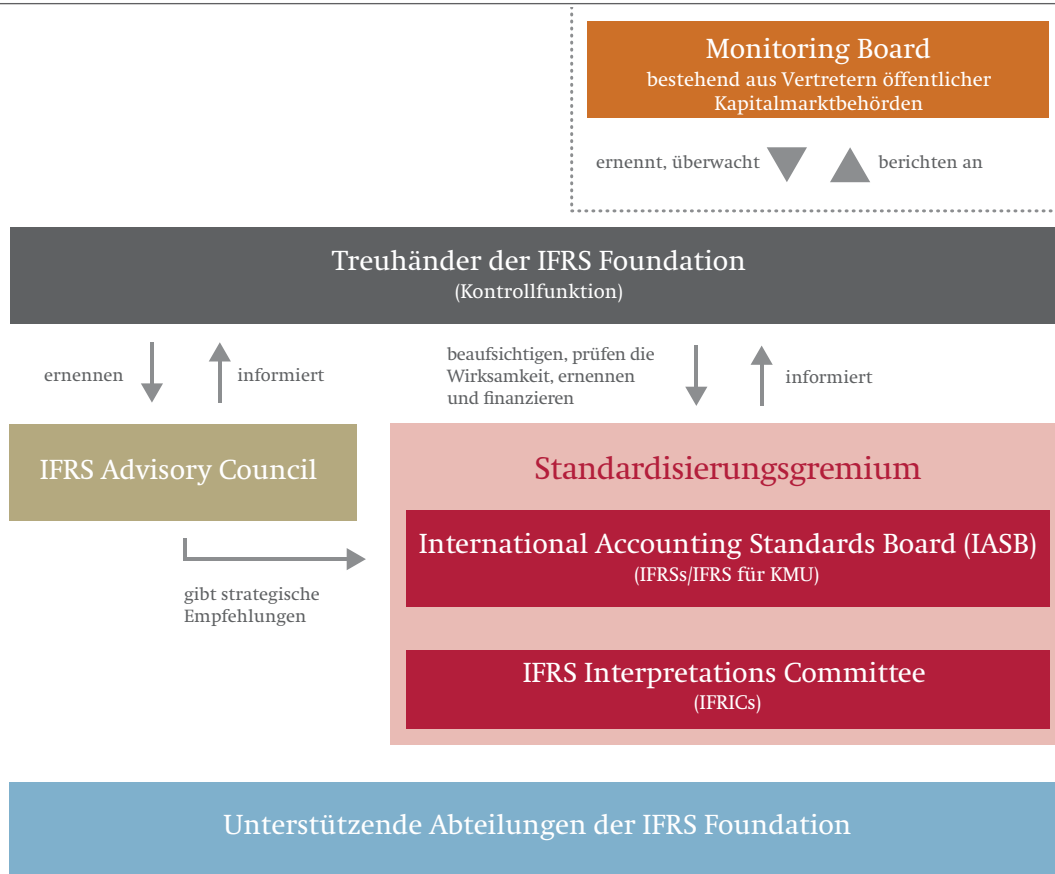 Monitoring Board
bestehend aus Vertretern öffentlicher
Kapitalmarktbehörden
ernennt, überwacht
berichten an
Treuhänder der IFRS Foundation
(Kontrollfunktion)
ernennen
informiert
beaufsichtigen, prüfen die
Wirksamkeit, ernennen
und finanzieren
informiert
IFRS Advisory Council
gibt strategische
Empfehlungen
Standardisierungsgremium
International Accounting Standards Board (IASB)
(IFRSs/IFRS für KMU)
IFRS Interpretations Committee
(IFRICs)
Unterstützende Abteilungen der IFRS Foundation